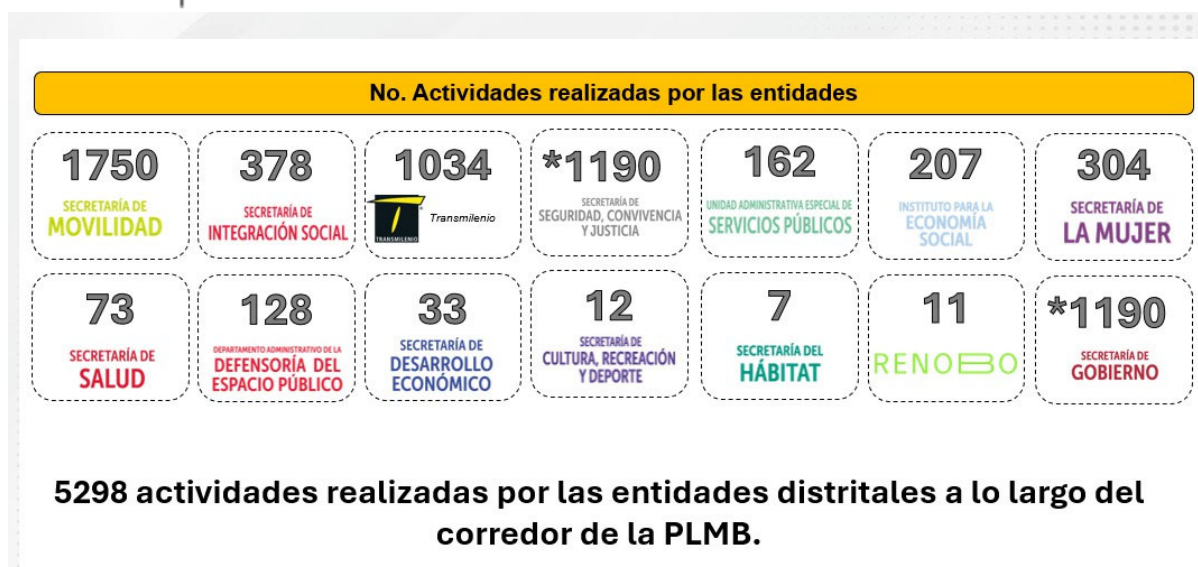 No. Actividades realizadas por las entidades
1750
SECRETARÍA DE
MOVILIDAD
378
SECRETARÍA DE
INTEGRACIÓN SOCIAL
1034
TRANSMILENIO
Transmilenio
*1190
SECRETARÍA DE
SEGURIDAD, CONVIVENCIA
Y JUSTICIA
162
UNIDAD ADMINISTRATIVA ESPECIAL DE
SERVICIOS PÚBLICOS
207
INSTITUTO PARA LA
ECONOMÍA
SOCIAL
304
SECRETARÍA DE
LA MUJER
73
SECRETARÍA DE
SALUD
128
DEPARTAMENTO ADMINISTRATIVO DE LA
DEFENSORÍA DEL
ESPACIO PÚBLICO
33
SECRETARÍA DE
DESARROLLO
ECONÓMICO
12
SECRETARÍA DE
CULTURA, RECREACIÓN
Y DEPORTE
7
SECRETARÍA DEL
HÁBITAT
11
RENOBO
*1190
SECRETARÍA DE
GOBIERNO
5298 actividades realizadas por las entidades distritales a lo largo del
corredor de la PLMB.